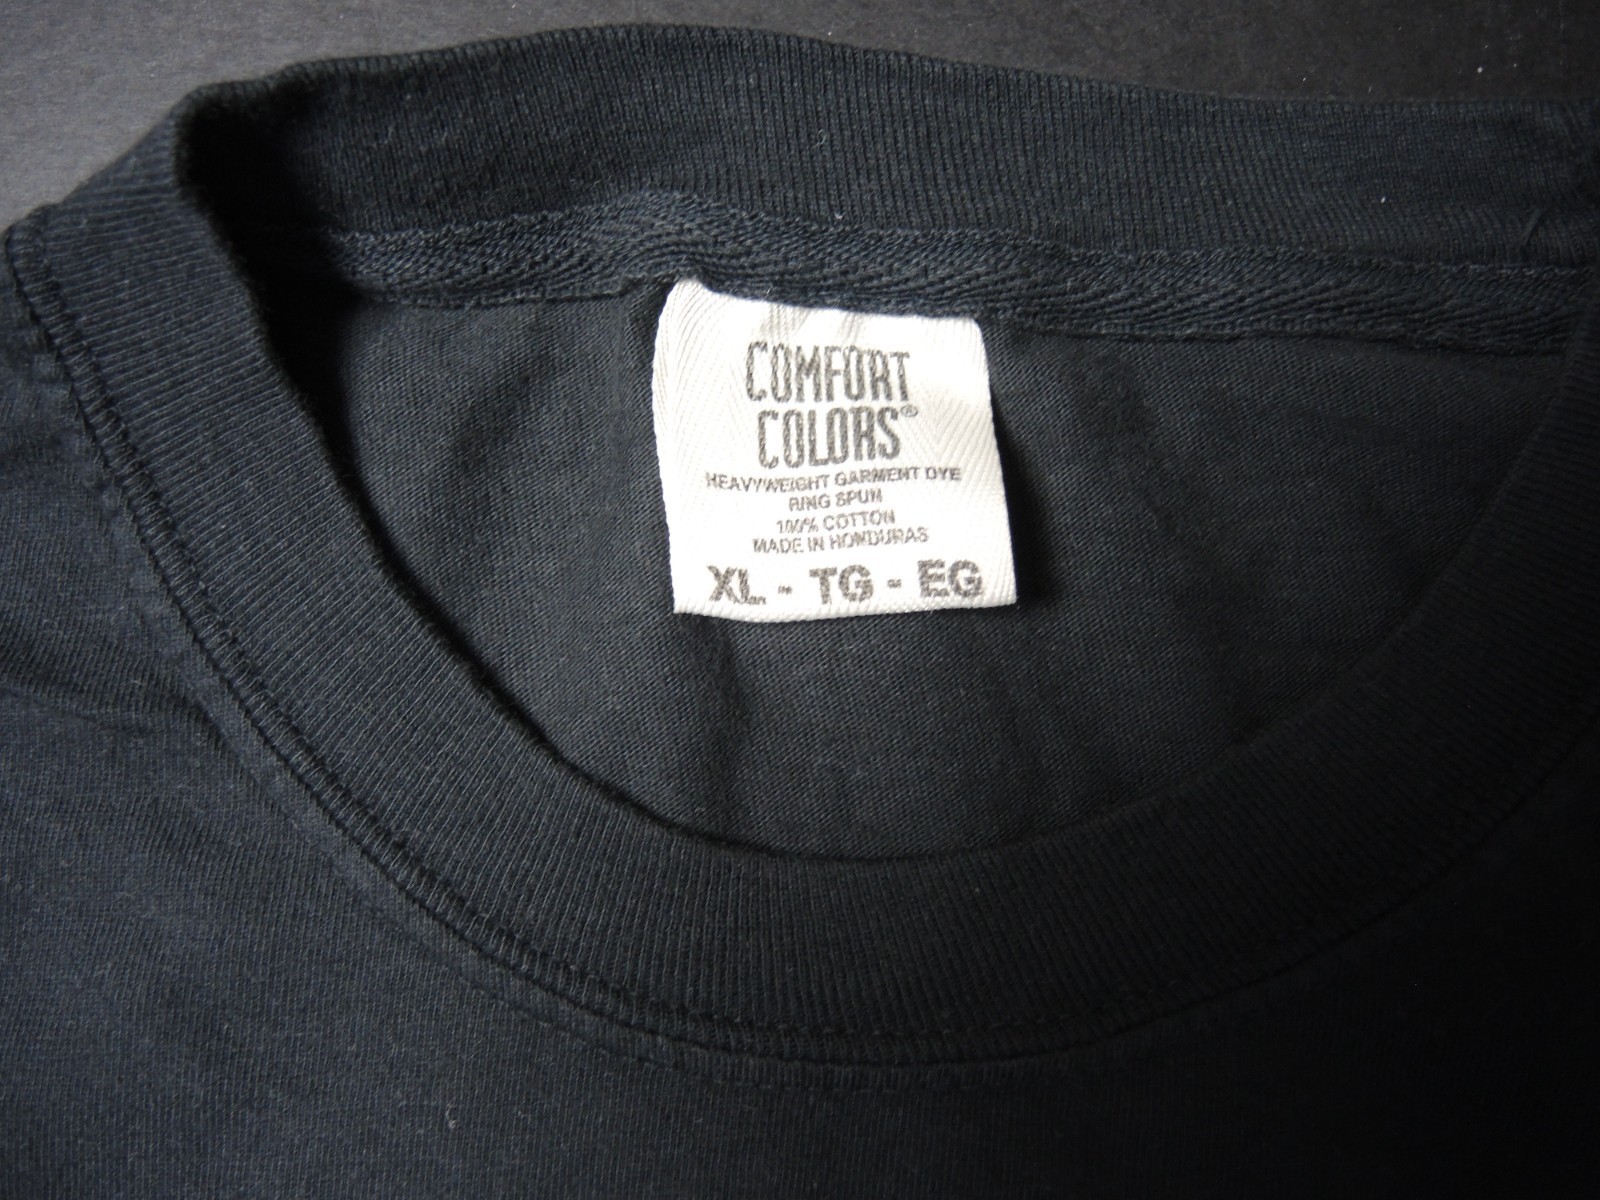 COMFORT
COLORS®
HEAVYWEIGHT GARMENT DYE
RING SPUN
100% COTTON
MADE IN HONDURAS
XL - TG - EG